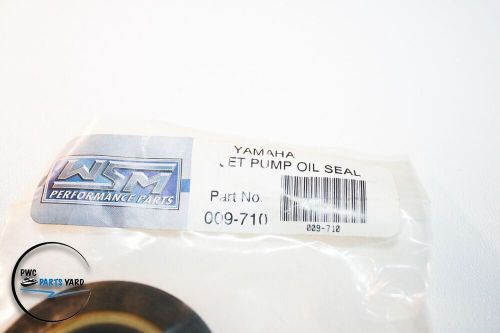 WSM
PERFORMANCE PARTS
YAMAHA
JET PUMP OIL SEAL
Part No.
009-710
009-710
PWC
PARTS YARD